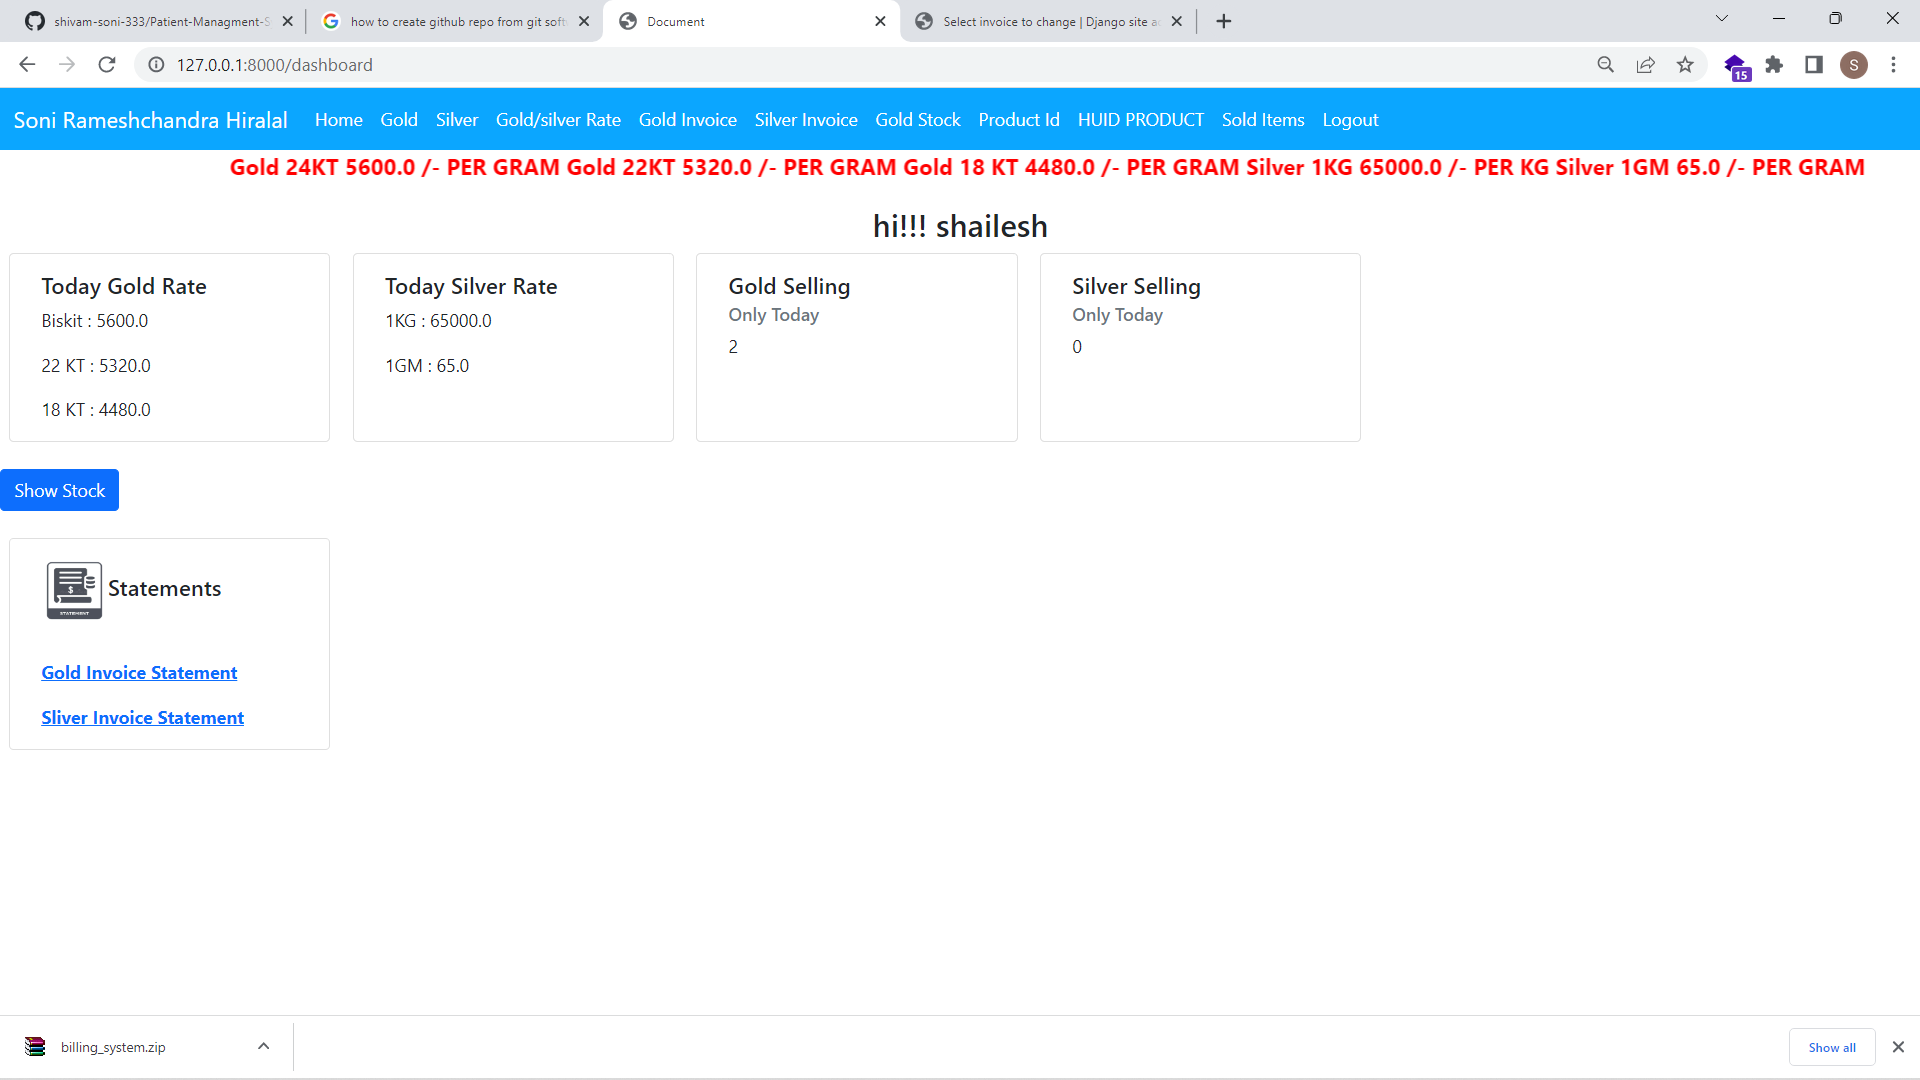 shivam-soni-333/Patient-Managment-S
how to create github repo from git soft
Document
Select invoice to change | Django site a
127.0.0.1:8000/dashboard
15
S
Soni Rameshchandra Hiralal Home Gold Silver Gold/silver Rate Gold Invoice Silver Invoice Gold Stock Product Id HUID PRODUCT Sold Items Logout
Gold 24KT 5600.0 /- PER GRAM Gold 22KT 5320.0 /- PER GRAM Gold 18 KT 4480.0 /- PER GRAM Silver 1KG 65000.0 /- PER KG Silver 1GM 65.0 /- PER GRAM
hi!!! shailesh
Today Gold Rate
Biskit : 5600.0
22 KT : 5320.0
18 KT : 4480.0
Today Silver Rate
1KG : 65000.0
1GM : 65.0
Gold Selling
Only Today
2
Silver Selling
Only Today
0
Show Stock
$
STATEMENT
Statements
Gold Invoice Statement
Sliver Invoice Statement
billing_system.zip
Show all